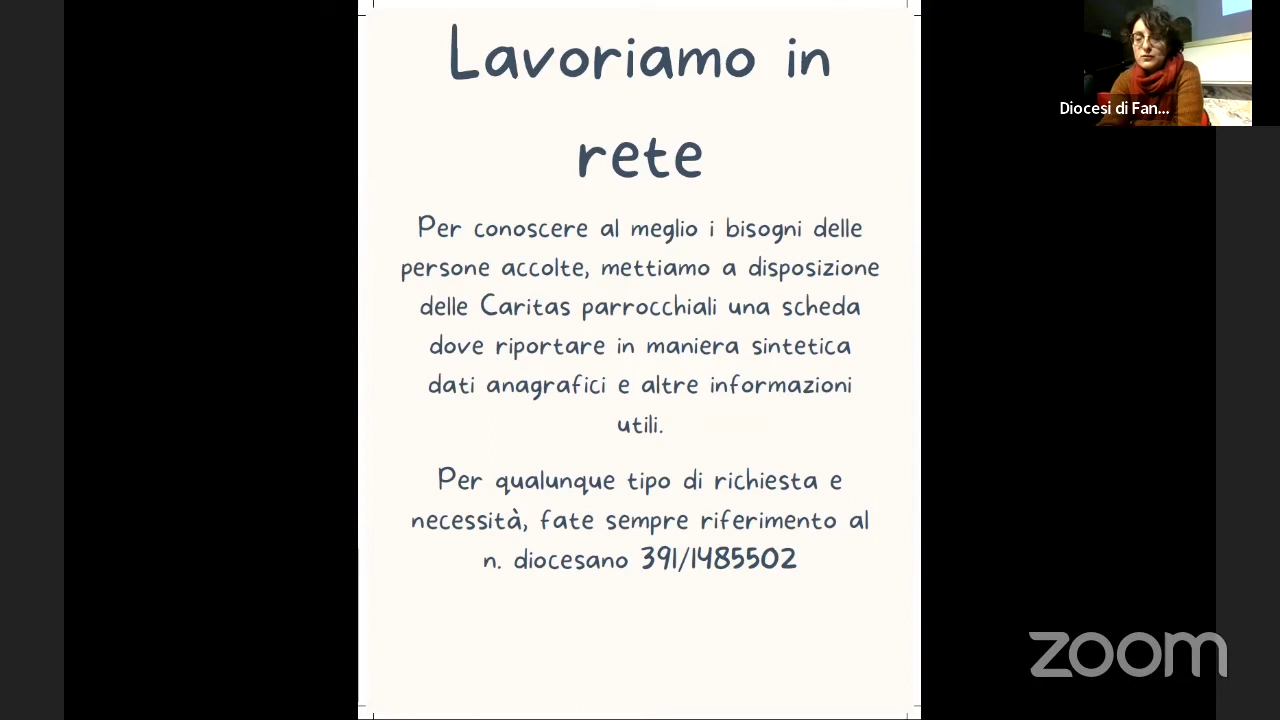 Lavoriamo in
rete
Per conoscere al meglio i bisogni delle
persone accolte, mettiamo a disposizione
delle Caritas parrocchiali una scheda
dove riportare in maniera sintetica
dati anagrafici e altre informazioni
utili.
Per qualunque tipo di richiesta e
necessità, fate sempre riferimento al
n. diocesano 391/1485502
Diocesi di Fan...
zoom